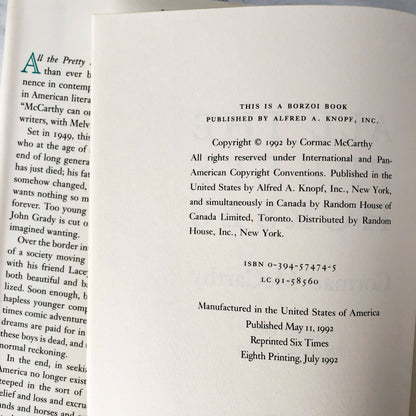 All the Pretty
than ever b
nence in contemp
in American litera
"McCarthy can on
writers, with Melv
Set in 1949, this
who at the age of
end of long genera
has just died; his fat
somehow changed,
wants nothing so m
forever. Too young
John Grady is cut o
imagined wanting.
Over the border in
of a society moving
with his friend Lace
both beautiful and ba
lized. Soon enough, h
hapless younger comp
times comic adventure
dreams are paid for in
these boys is dead, and
normal reckoning.
In the end, in seekin
America no longer exist
steeped in the sort of
elief and loss and excru
nds and horses and
THIS IS A BORZOI BOOK
PUBLISHED BY ALFRED A. KNOPF, INC.
Copyright © 1992 by Cormac McCarthy
All rights reserved under International and Pan-
American Copyright Conventions. Published in the
United States by Alfred A. Knopf, Inc., New York,
and simultaneously in Canada by Random House of
Canada Limited, Toronto. Distributed by Random
House, Inc., New York.
ISBN 0-394-57474-5
LC 91-58560
Manufactured in the United States of America
Published May 11, 1992
Reprinted Six Times
Eighth Printing, July 1992